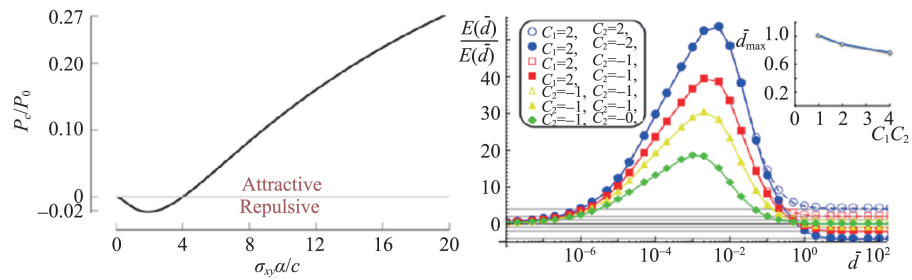 0.27
0.20
0.10
0
−0.02
P_c/P_0
Attractive
Repulsive
0 4 8 12 16 20
σ_xy α/c
E(d̄)
E(d̄)
40
30
20
10
0
C_1=2, C_2=2,
C_1=2, C_2=−2,
C_1=2, C_2=−1,
C_1=2, C_2=−1,
C_2=−1, C_2=−1,
C_2=−1, C_2=−1,
C_2=−1, C_2=−0,
d̄_max
1.0
0.6
0.2
0 1 2 3 4
C_1C_2
10^−6 10^−4 10^−2 10^0 10^2
d̄